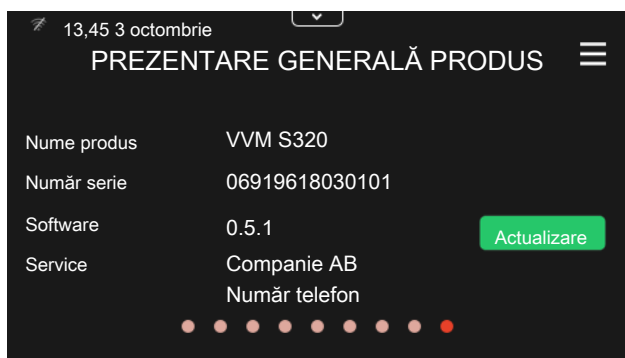 13,45 3 octombrie
PREZENTARE GENERALĂ PRODUS
Nume produs VVM S320
Număr serie 06919618030101
Software 0.5.1 Actualizare
Service Companie AB
Număr telefon